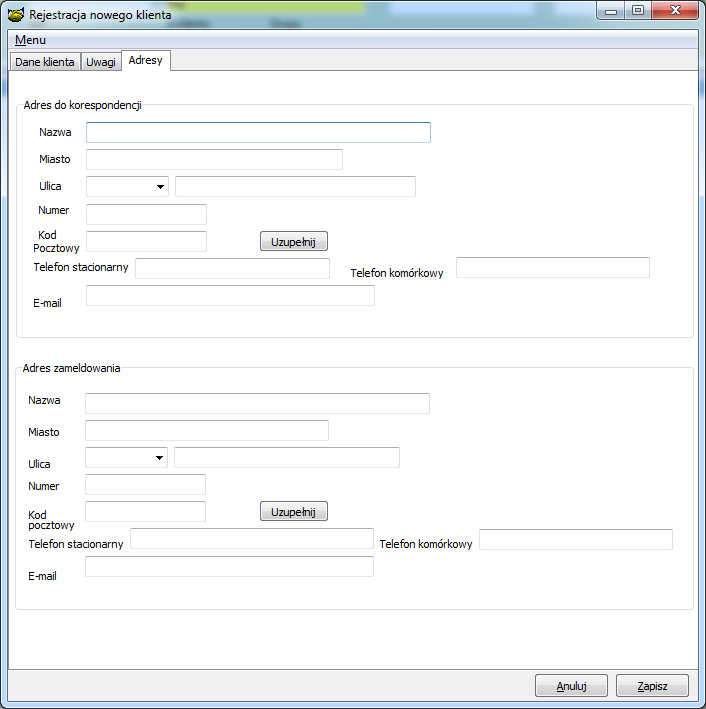 Rejestracja nowego klienta
Menu
Dane klienta Uwagi Adresy
Adres do korespondencji
Nazwa
Miasto
Ulica
Numer
Kod
Pocztowy Uzupełnij
Telefon stacionarny Telefon komórkowy
E-mail
Adres zameldowania
Nazwa
Miasto
Ulica
Numer
Kod
pocztowy Uzupełnij
Telefon stacionarny Telefon komórkowy
E-mail
Anuluj Zapisz